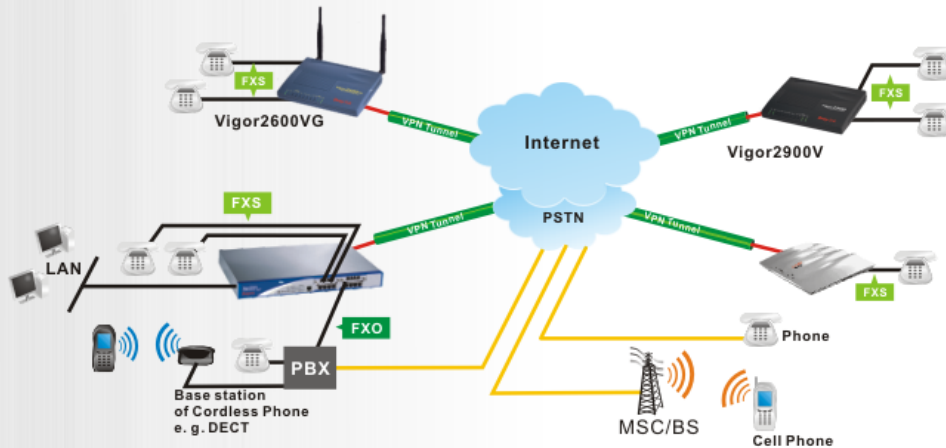 FXS
Vigor2600VG
VPN Tunnel
Internet
VPN Tunnel
FXS
Vigor2900V
FXS
VPN Tunnel
PSTN
VPN Tunnel
LAN
FXS
FXO
Phone
PBX
Base station
of Cordless Phone
e. g. DECT
MSC/BS
Cell Phone